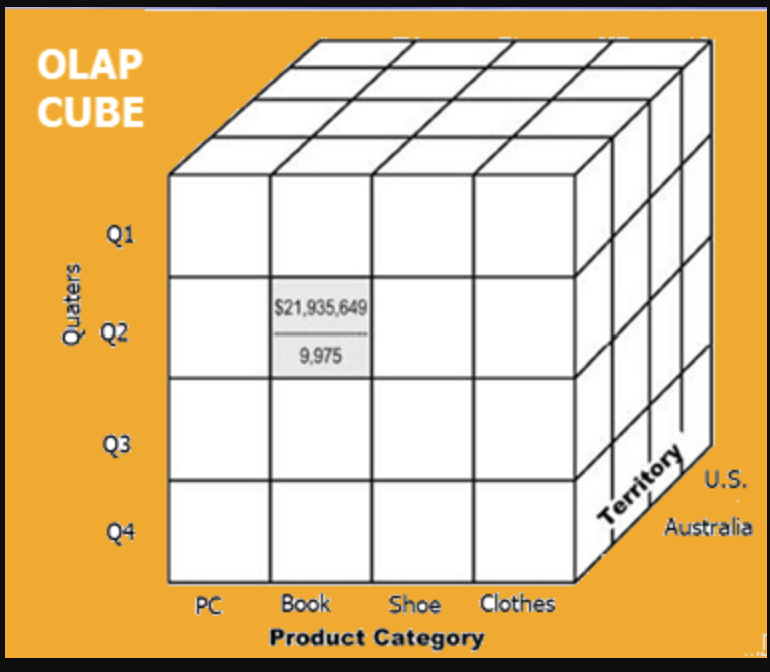 OLAP
CUBE
Q1
Quaters
Q2
$21,935,649
9,975
Q3
Q4
Territory
U.S.
Australia
PC Book Shoe Clothes
Product Category